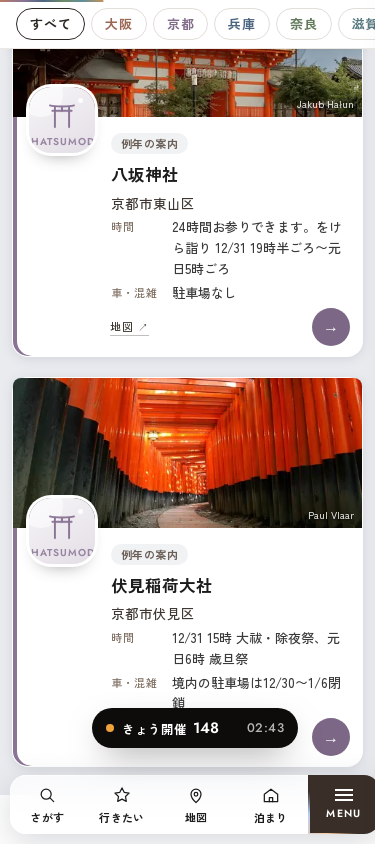 すべて
大阪
京都
兵庫
奈良
滋賀
Jakub Hałun
HATSUMOD
例年の案内
八坂神社
京都市東山区
時間
24時間お参りできます。をけ
ら詣り 12/31 19時半ごろ〜元
日5時ごろ
車・混雑
駐車場なし
地図 ↗
→
Paul Vlaar
HATSUMOD
例年の案内
伏見稲荷大社
京都市伏見区
時間
12/31 15時 大祓・除夜祭、元
日6時 歳旦祭
車・混雑
境内の駐車場は12/30〜1/6閉
鎖
きょう開催 148 02:43
→
さがす
行きたい
地図
泊まり
MENU